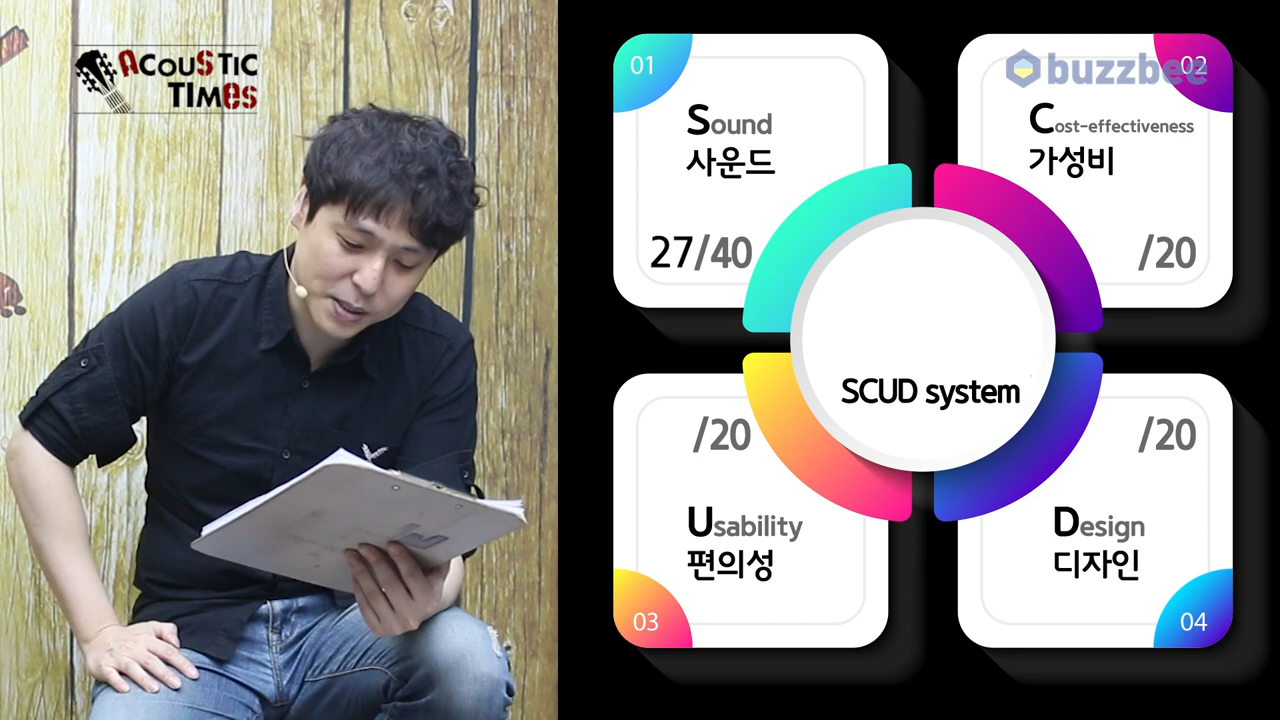 ACOUSTIC
TIMES
buzzbee
01
Sound
사운드
27/40
02
Cost-effectiveness
가성비
/20
SCUD system
/20
Usability
편의성
03
/20
Design
디자인
04